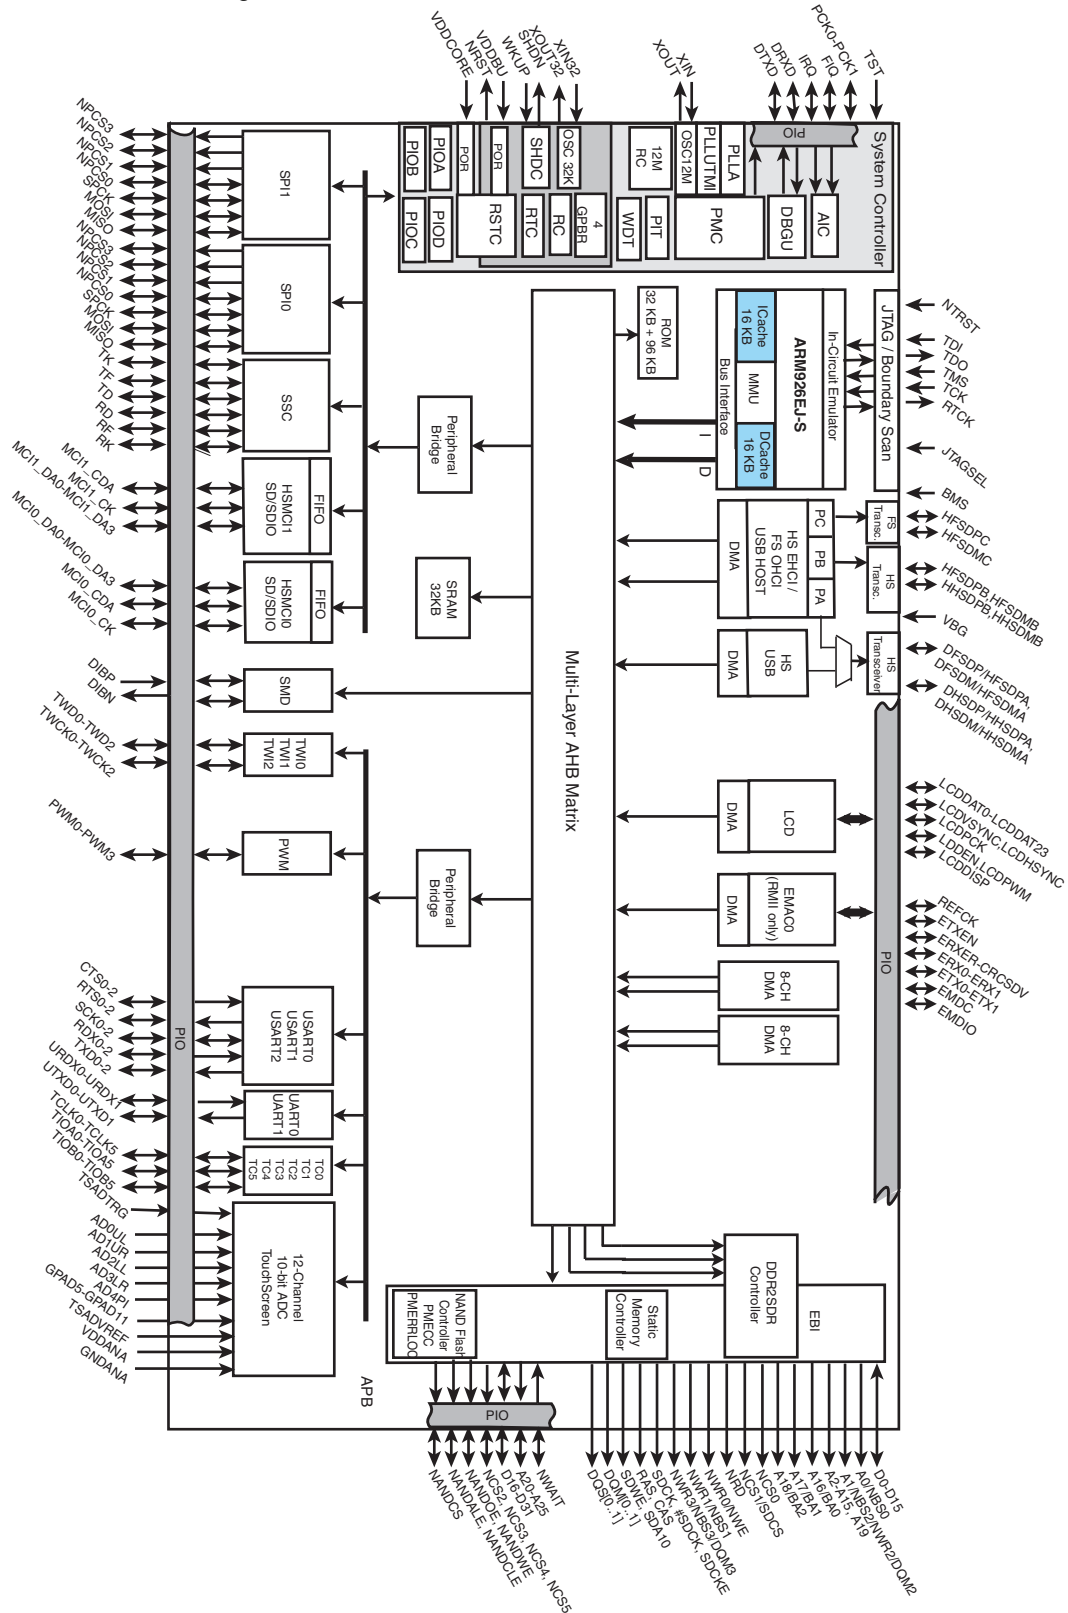 TST
PCK0-PCK1
FIQ
IRQ
DRXD
DTXD
XIN
XOUT
XIN32
XOUT32
SHDN
WKUP
VDDBU
NRST
VDDCORE
System Controller
PIO
AIC
DBGU
PLLA
PLLUTMI
OSC12M
12M
RC
PMC
PIT
WDT
OSC 32K
SHDC
POR
POR
4
GPBR
RC
RTC
RSTC
PIOA
PIOB
PIOD
PIOC
NTRST
TDI
TDO
TMS
TCK
RTCK
JTAGSEL
BMS
HFSDPC
HFSDMC
HFSDPB,HFSDMB
HHSDPB,HHSDMB
VBG
DFSDP/HFSDPA,
DFSDM/HFSDMA
DHSDP/HHSDPA,
DHSDM/HHSDMA
JTAG / Boundary Scan
In-Circuit Emulator
ARM926EJ-S
ICache
16 KB
MMU
DCache
16 KB
Bus Interface
I
D
ROM
32 KB + 96 KB
FS
Transc.
HS
Transc.
HS
Transceiver
PC
PB
PA
HS EHCI /
FS OHCI
USB HOST
DMA
HS
USB
DMA
LCDDAT0-LCDDAT23
LCDVSYNC,LCDHSYNC
LCDPCK
LDDEN,LCDPWM
LCDDISP
REFCK
ETXEN
ERXER-CRCSDV
ERX0-ERX1
ETX0-ETX1
EMDC
EMDIO
PIO
LCD
DMA
EMAC0
(RMII only)
DMA
8-CH
DMA
8-CH
DMA
Multi-Layer AHB Matrix
Peripheral
Bridge
SRAM
32KB
Peripheral
Bridge
APB
SPI1
SPI0
SSC
FIFO
HSMCI1
SD/SDIO
FIFO
HSMCI0
SD/SDIO
SMD
TWI0
TWI1
TWI2
PWM
USART0
USART1
USART2
UART0
UART1
TC0
TC1
TC2
TC3
TC4
TC5
12-Channel
10-bit ADC
TouchScreen
PIO
NPCS3
NPCS2
NPCS1
NPCS0
SPCK
MOSI
MISO
NPCS3
NPCS2
NPCS1
NPCS0
SPCK
MOSI
MISO
TK
TF
TD
RD
RF
RK
MCI1_CDA
MCI1_CK
MCI1_DA0-MCI1_DA3
MCI0_DA0-MCI0_DA3
MCI0_CDA
MCI0_CK
DIBP
DIBN
TWD0-TWD2
TWCK0-TWCK2
PWM0-PWM3
CTS0-2
RTS0-2
SCK0-2
RDX0-2
TXD0-2
URDX0-URDX1
UTXD0-UTXD1
TCLK0-TCLK5
TIOA0-TIOA5
TIOB0-TIOB5
TSADTRG
AD0UL
AD1UR
AD2LL
AD3LR
AD4PI
GPAD5-GPAD11
TSADVREF
VDDANA
GNDANA
EBI
DDR2SDR
Controller
Static
Memory
Controller
NAND Flash
Controller
PMECC
PMERRLOC
PIO
D0-D15
A0/NBS0
A1/NBS2/NWR2/DQM2
A2-A15, A19
A16/BA0
A17/BA1
A18/BA2
NCS0
NCS1/SDCS
NRD
NWR0/NWE
NWR1/NBS1
NWR3/NBS3/DQM3
SDCK, #SDCK, SDCKE
RAS, CAS
SDWE, SDA10
DQM[0..1]
DQS[0..1]
NWAIT
A20-A25
D16-D31
NCS2, NCS3, NCS4, NCS5
NANDOE, NANDWE
NANDALE, NANDCLE
NANDCS